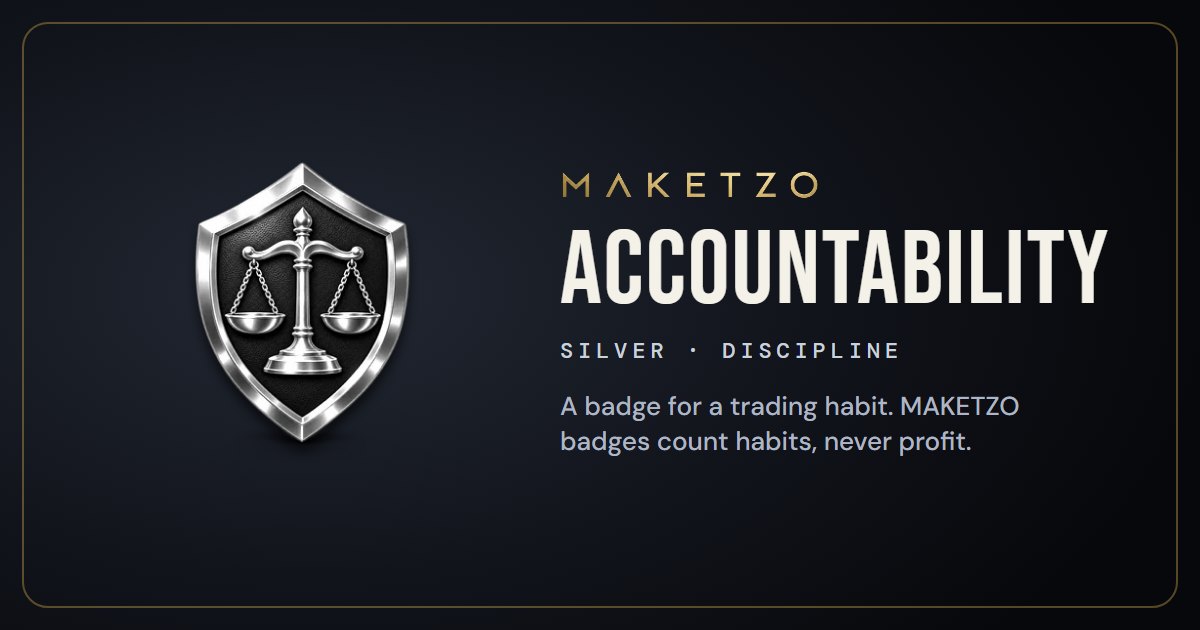 MAKETZO
ACCOUNTABILITY
SILVER · DISCIPLINE
A badge for a trading habit. MAKETZO
badges count habits, never profit.